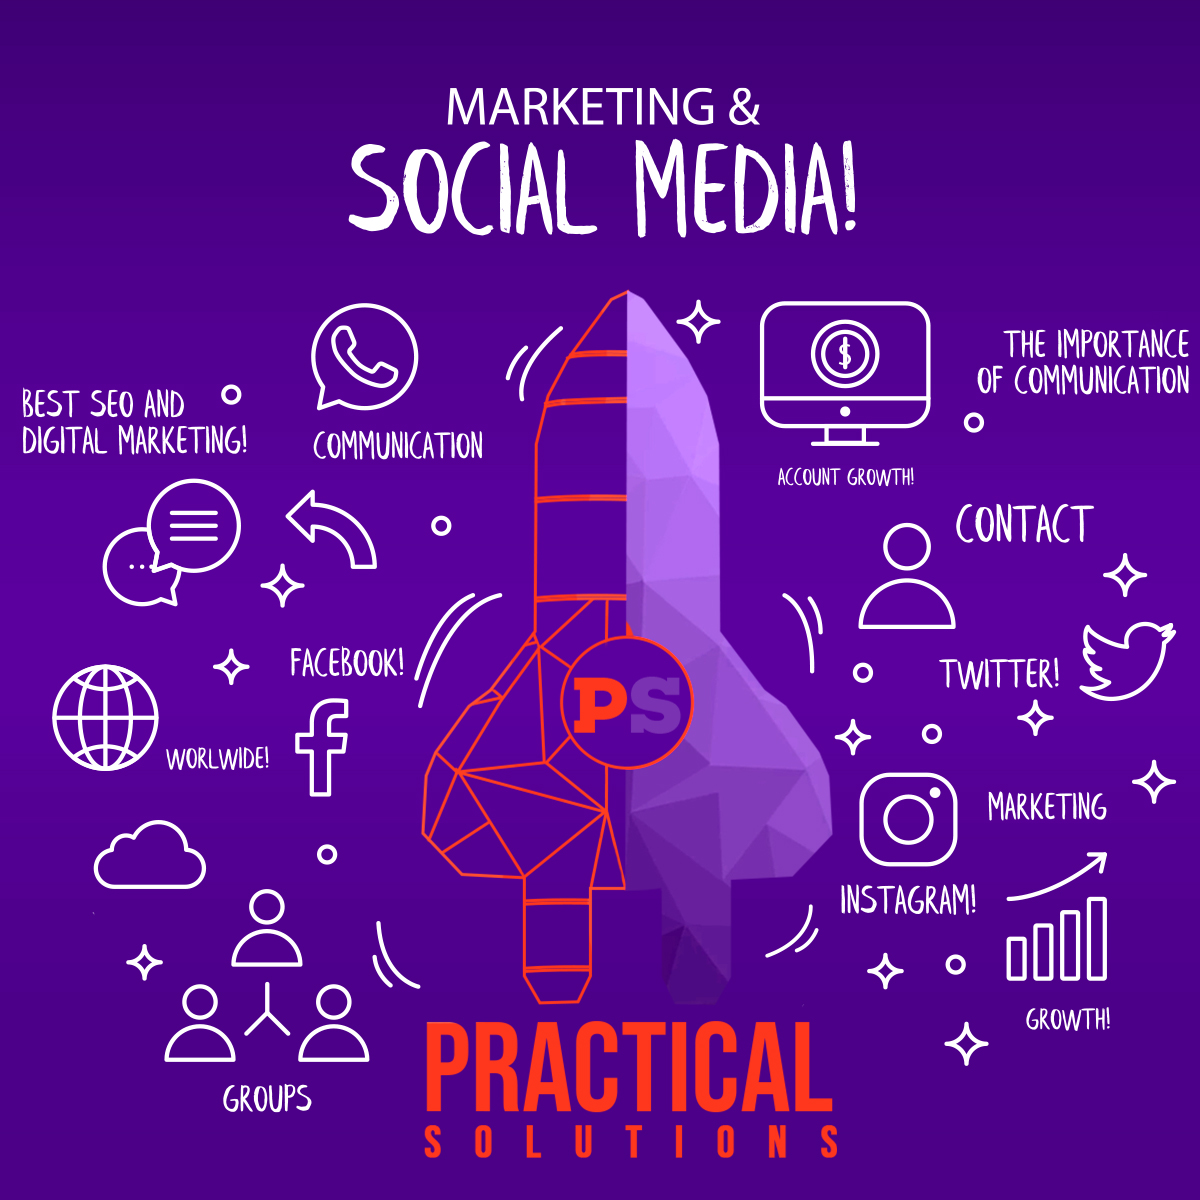 MARKETING &
SOCIAL MEDIA!
BEST SEO AND
DIGITAL MARKETING!
COMMUNICATION
$
THE IMPORTANCE
OF COMMUNICATION
ACCOUNT GROWTH!
CONTACT
FACEBOOK!
TWITTER!
WORLWIDE!
PS
MARKETING
INSTAGRAM!
GROWTH!
GROUPS
PRACTICAL
SOLUTIONS